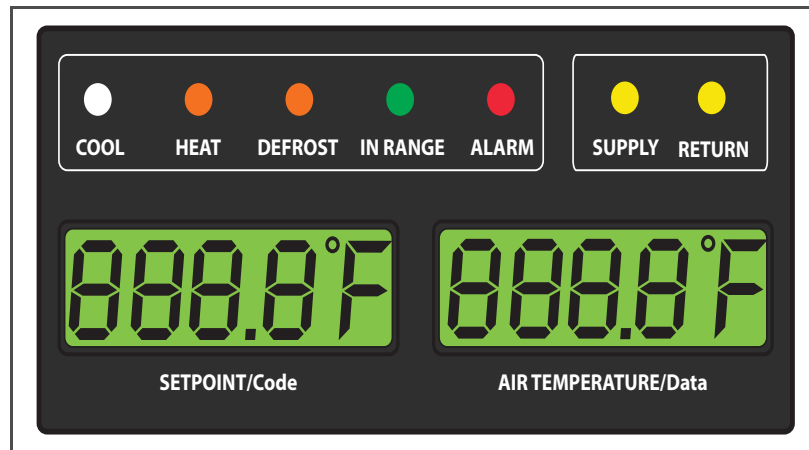 COOL HEAT DEFROST IN RANGE ALARM SUPPLY RETURN
888.8°F 888.8°F
SETPOINT/Code AIR TEMPERATURE/Data